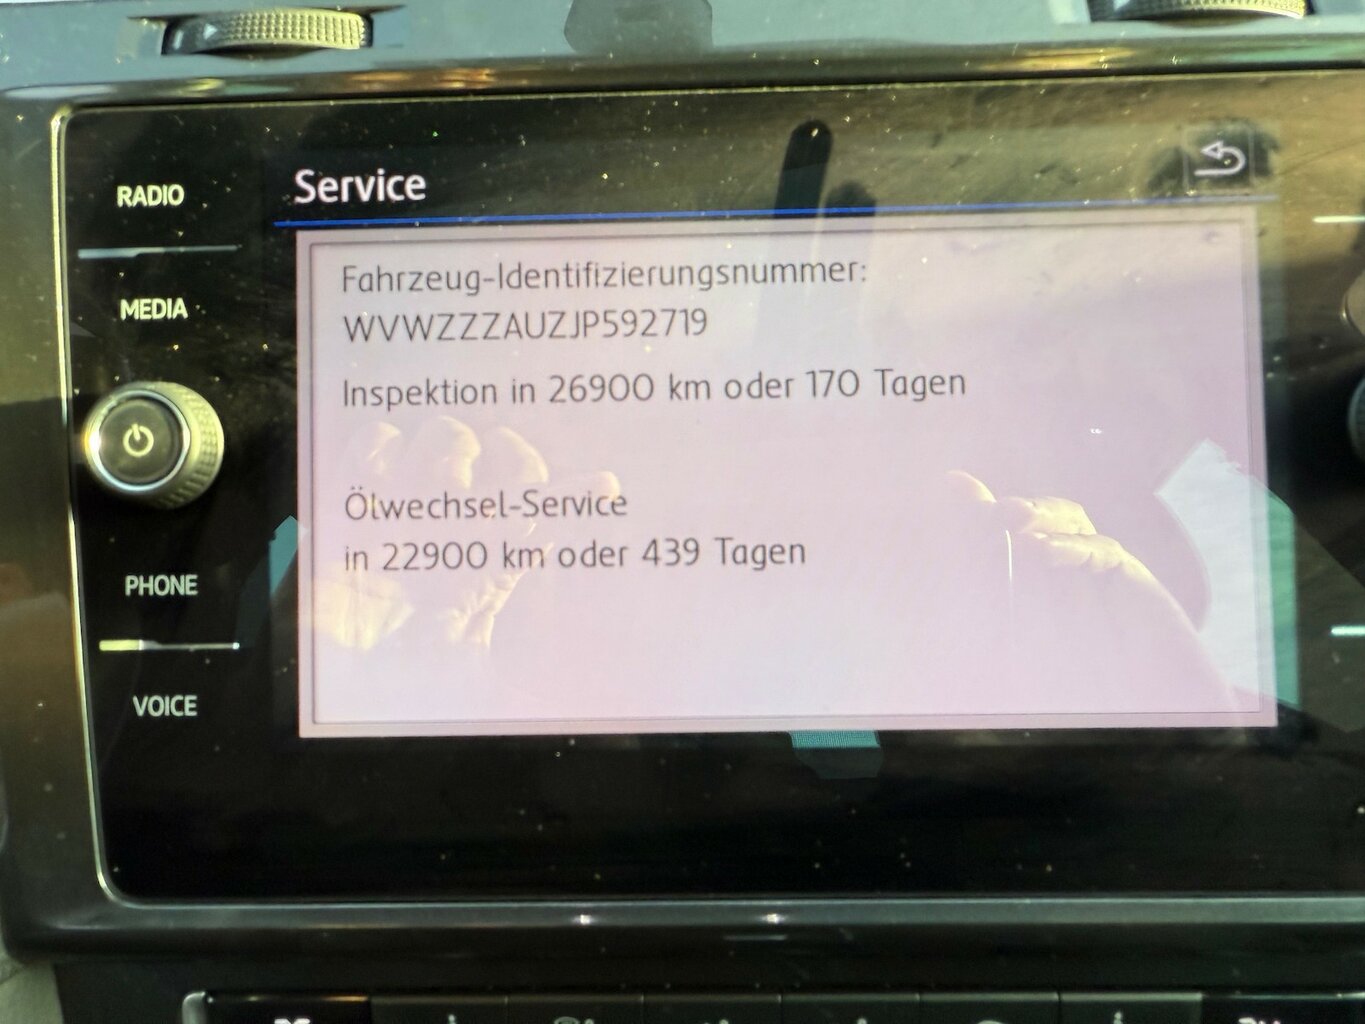 Service
RADIO
MEDIA
PHONE
VOICE
Fahrzeug-Identifizierungsnummer:
WVWZZZAUZJP592719
Inspektion in 26900 km oder 170 Tagen
Ölwechsel-Service
in 22900 km oder 439 Tagen